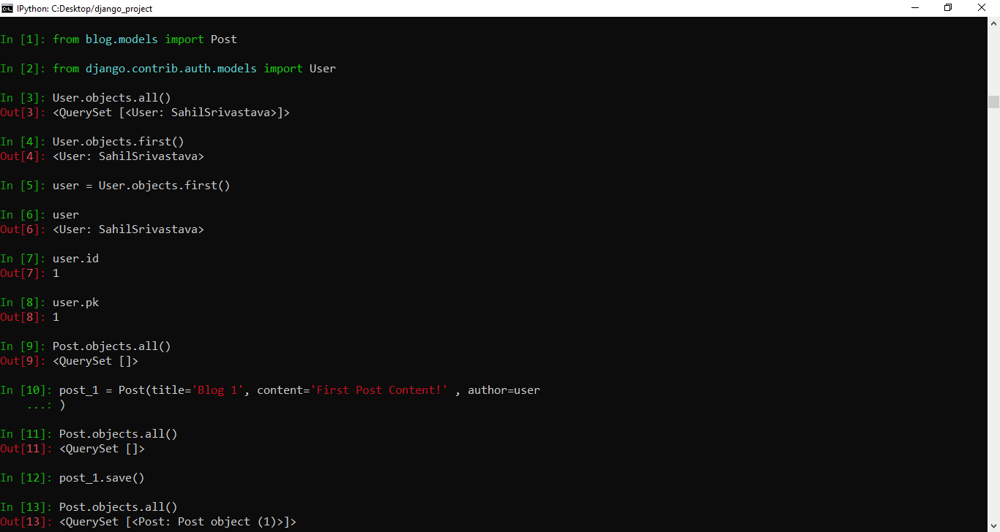 IPython: C:Desktop/django_project
In [1]: from blog.models import Post
In [2]: from django.contrib.auth.models import User
In [3]: User.objects.all()
Out[3]: <QuerySet [<User: SahilSrivastava>]>
In [4]: User.objects.first()
Out[4]: <User: SahilSrivastava>
In [5]: user = User.objects.first()
In [6]: user
Out[6]: <User: SahilSrivastava>
In [7]: user.id
Out[7]: 1
In [8]: user.pk
Out[8]: 1
In [9]: Post.objects.all()
Out[9]: <QuerySet []>
In [10]: post_1 = Post(title='Blog 1', content='First Post Content!' , author=user
...: )
In [11]: Post.objects.all()
Out[11]: <QuerySet []>
In [12]: post_1.save()
In [13]: Post.objects.all()
Out[13]: <QuerySet [<Post: Post object (1)>]>